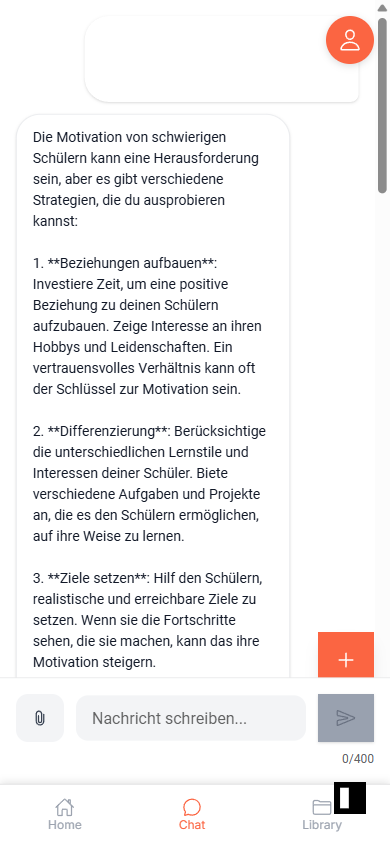 Die Motivation von schwierigen
Schülern kann eine Herausforderung
sein, aber es gibt verschiedene
Strategien, die du ausprobieren
kannst:
1. **Beziehungen aufbauen**:
Investiere Zeit, um eine positive
Beziehung zu deinen Schülern
aufzubauen. Zeige Interesse an ihren
Hobbys und Leidenschaften. Ein
vertrauensvolles Verhältnis kann oft
der Schlüssel zur Motivation sein.
2. **Differenzierung**: Berücksichtige
die unterschiedlichen Lernstile und
Interessen deiner Schüler. Biete
verschiedene Aufgaben und Projekte
an, die es den Schülern ermöglichen,
auf ihre Weise zu lernen.
3. **Ziele setzen**: Hilf den Schülern,
realistische und erreichbare Ziele zu
setzen. Wenn sie die Fortschritte
sehen, die sie machen, kann das ihre
Motivation steigern.
Nachricht schreiben...
0/400
Home
Chat
Library